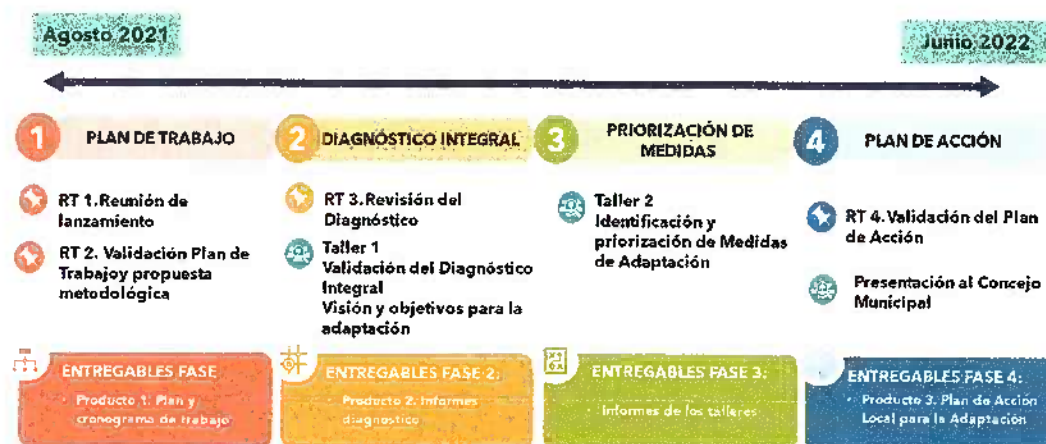 Agosto 2021
Junio 2022
1 PLAN DE TRABAJO
RT 1. Reunión de
lanzamiento
RT 2. Validación Plan de
Trabajoy propuesta
metodológica
ENTREGABLES FASE
• Producto 1: Plan y
cronograma de trabajo
2 DIAGNÓSTICO INTEGRAL
RT 3. Revisión del
Diagnóstico
Taller 1
Validación del Diagnóstico
Integral
Visión y objetivos para la
adaptación
ENTREGABLES FASE 2:
• Producto 2. Informes
diagnostico
3 PRIORIZACIÓN DE
MEDIDAS
Taller 2
Identificación y
priorización de Medidas
de Adaptación
ENTREGABLES FASE 3:
• Informes de los talleres
4 PLAN DE ACCIÓN
RT 4. Validación del Plan
de Acción
Presentación al Concejo
Municipal
ENTREGABLES FASE 4:
• Producto 3. Plan de Acción
Local para la Adaptación